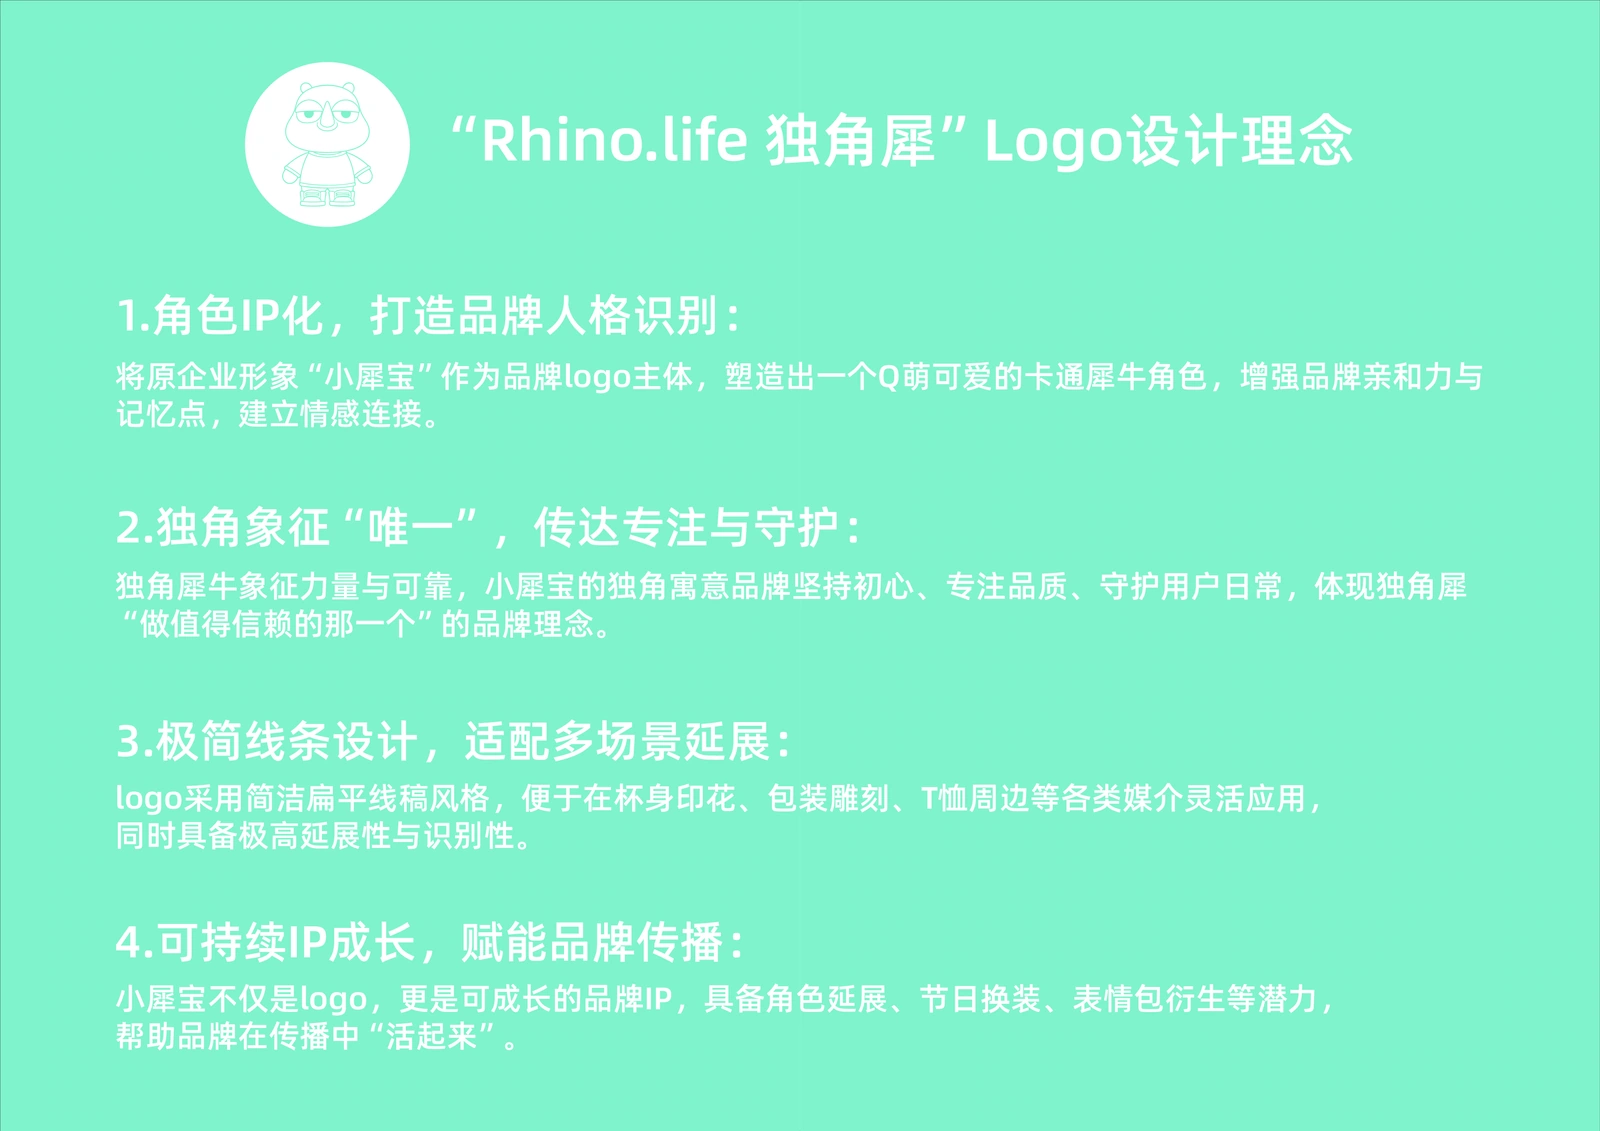 “Rhino.life 独角犀”Logo设计理念
1.角色IP化，打造品牌人格识别：
将原企业形象“小犀宝”作为品牌logo主体，塑造出一个Q萌可爱的卡通犀牛角色，增强品牌亲和力与
记忆点，建立情感连接。
2.独角象征“唯一”，传达专注与守护：
独角犀牛象征力量与可靠，小犀宝的独角寓意品牌坚持初心、专注品质、守护用户日常，体现独角犀
“做值得信赖的那一个”的品牌理念。
3.极简线条设计，适配多场景延展：
logo采用简洁扁平线稿风格，便于在杯身印花、包装雕刻、T恤周边等各类媒介灵活应用，
同时具备极高延展性与识别性。
4.可持续IP成长，赋能品牌传播：
小犀宝不仅是logo，更是可成长的品牌IP，具备角色延展、节日换装、表情包衍生等潜力，
帮助品牌在传播中“活起来”。